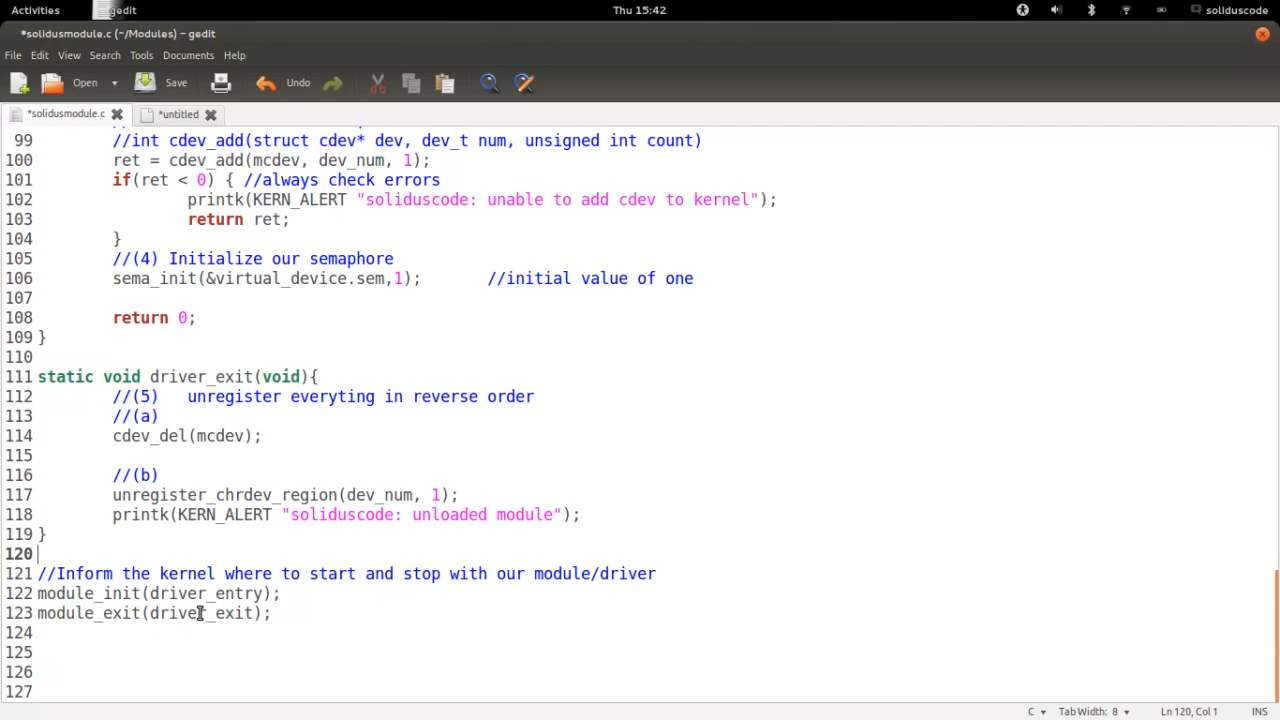 Activities gedit Thu 15:42 soliduscode
*solidusmodule.c (~/Modules) - gedit
File Edit View Search Tools Documents Help
Open Save Undo
*solidusmodule.c *untitled
99 //int cdev_add(struct cdev* dev, dev_t num, unsigned int count)
100 ret = cdev_add(mcdev, dev_num, 1);
101 if(ret < 0) { //always check errors
102 printk(KERN_ALERT "soliduscode: unable to add cdev to kernel");
103 return ret;
104 }
105 //(4) Initialize our semaphore
106 sema_init(&virtual_device.sem,1); //initial value of one
107
108 return 0;
109 }
110
111 static void driver_exit(void){
112 //(5) unregister everyting in reverse order
113 //(a)
114 cdev_del(mcdev);
115
116 //(b)
117 unregister_chrdev_region(dev_num, 1);
118 printk(KERN_ALERT "soliduscode: unloaded module");
119 }
120
121 //Inform the kernel where to start and stop with our module/driver
122 module_init(driver_entry);
123 module_exit(driver_exit);
124
125
126
127
C Tab Width: 8 Ln 120, Col 1 INS